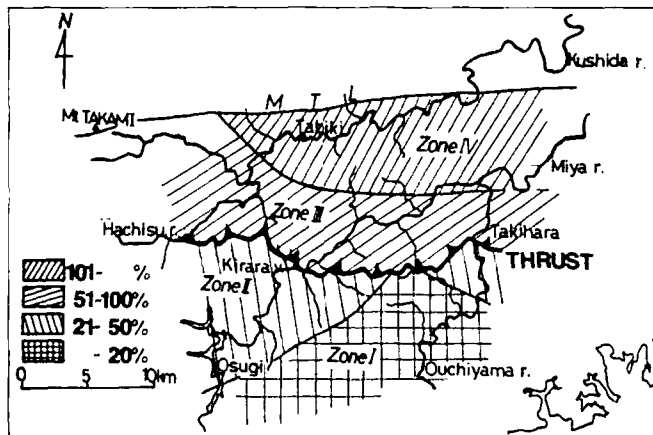 N
Kushida r.
M T
Mt. TAKAMI
Tabiki
Zone IV
Miya r.
Zone III
Hachisu r.
Takihara
THRUST
Kirara
Zone II
101- %
51-100%
21-50%
-20%
Zone I
Osugi
Ouchiyama r.
0 10km